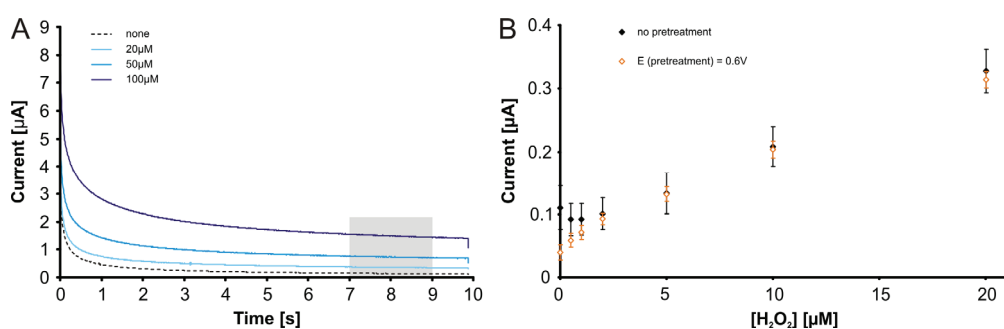 A
none
20µM
50µM
100µM
9
8
7
6
5
4
3
2
1
0
Current [µA]
0 1 2 3 4 5 6 7 8 9 10
Time [s]
B
no pretreatment
E (pretreatment) = 0.6V
0.4
0.3
0.2
0.1
0
Current [µA]
0 5 10 15 20
[H₂O₂] [µM]